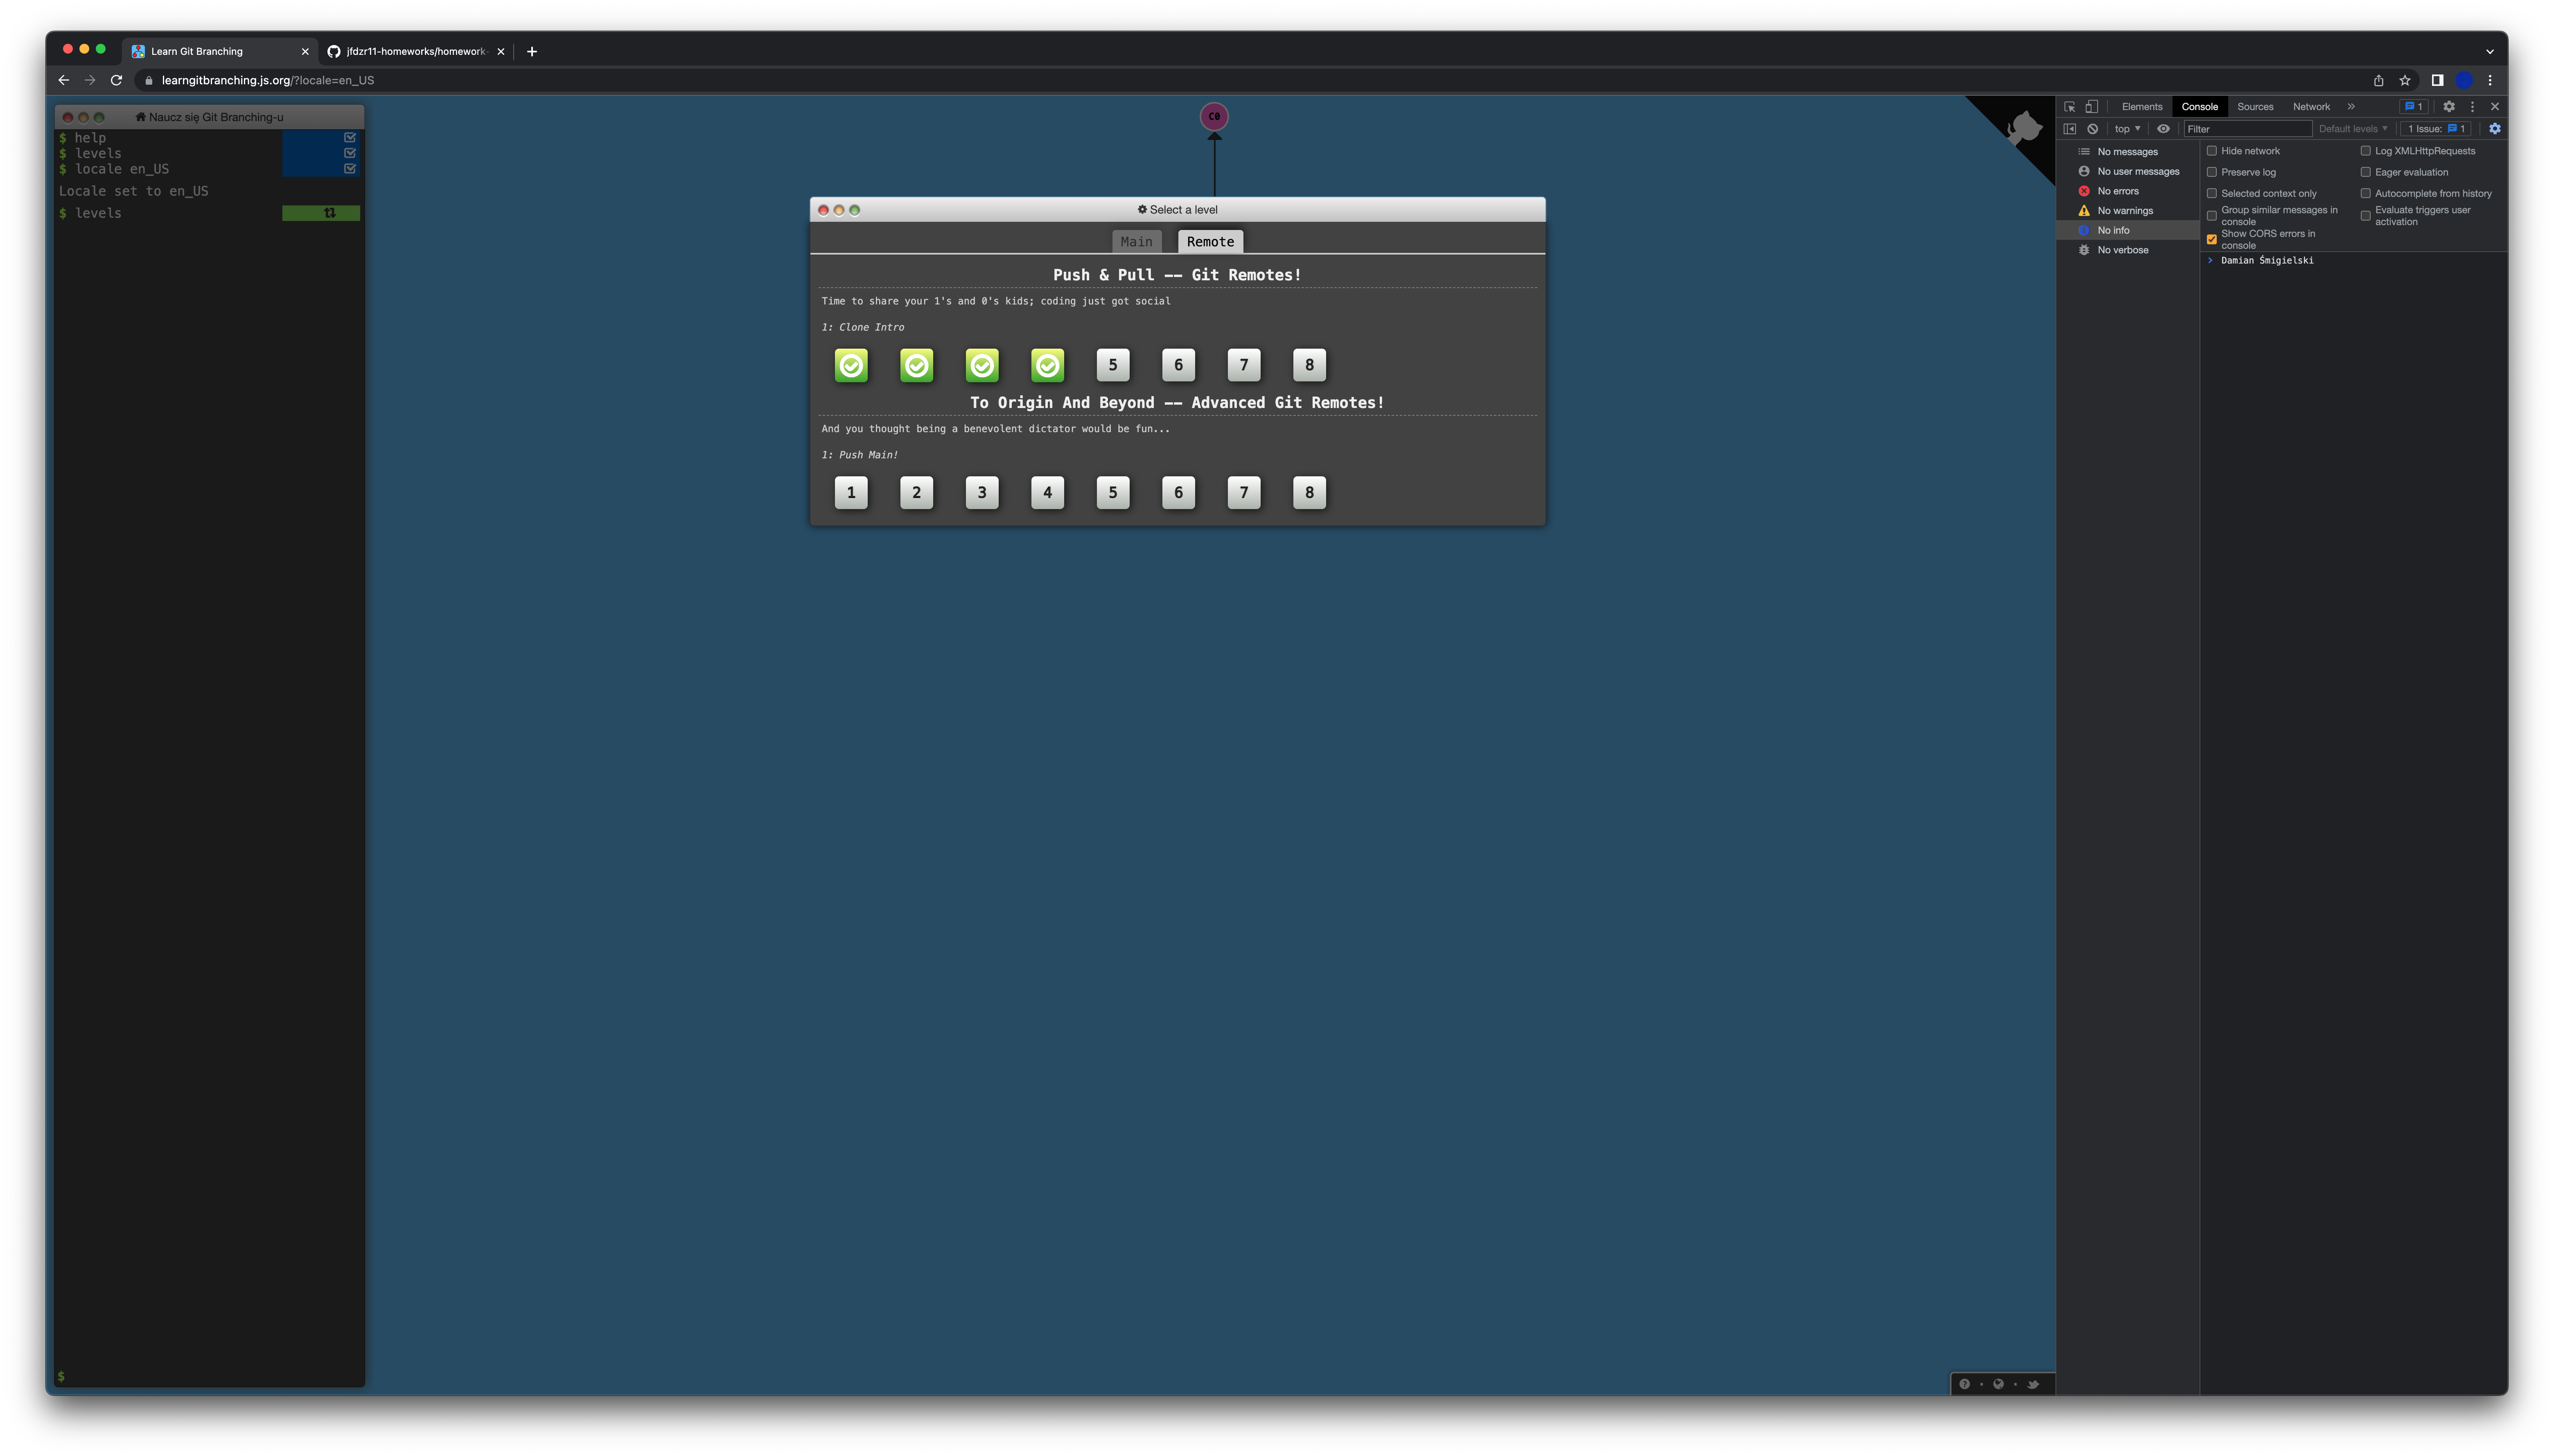 Learn Git Branching
jfdzr11-homeworks/homework-
learngitbranching.js.org/?locale=en_US
Naucz się Git Branching-u
$ help
$ levels
$ locale en_US
Locale set to en_US
$ levels
$
C0
Select a level
Main Remote
Push & Pull -- Git Remotes!
Time to share your 1's and 0's kids; coding just got social
1: Clone Intro
5 6 7 8
To Origin And Beyond -- Advanced Git Remotes!
And you thought being a benevolent dictator would be fun...
1: Push Main!
1 2 3 4 5 6 7 8
Elements Console Sources Network » 1
top Filter Default levels 1 Issue: 1
No messages
No user messages
No errors
No warnings
No info
No verbose
Hide network
Preserve log
Selected context only
Group similar messages in
console
Show CORS errors in
console
Log XMLHttpRequests
Eager evaluation
Autocomplete from history
Evaluate triggers user
activation
> Damian Śmigielski